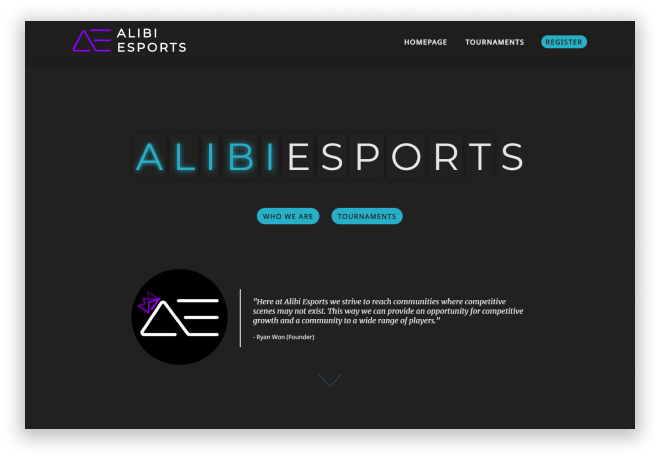 ALIBI
ESPORTS
HOMEPAGE TOURNAMENTS REGISTER
ALIBIESPORTS
WHO WE ARE TOURNAMENTS
"Here at Alibi Esports we strive to reach communities where competitive
scenes may not exist. This way we can provide an opportunity for competitive
growth and a community to a wide range of players."
- Ryan Won (Founder)